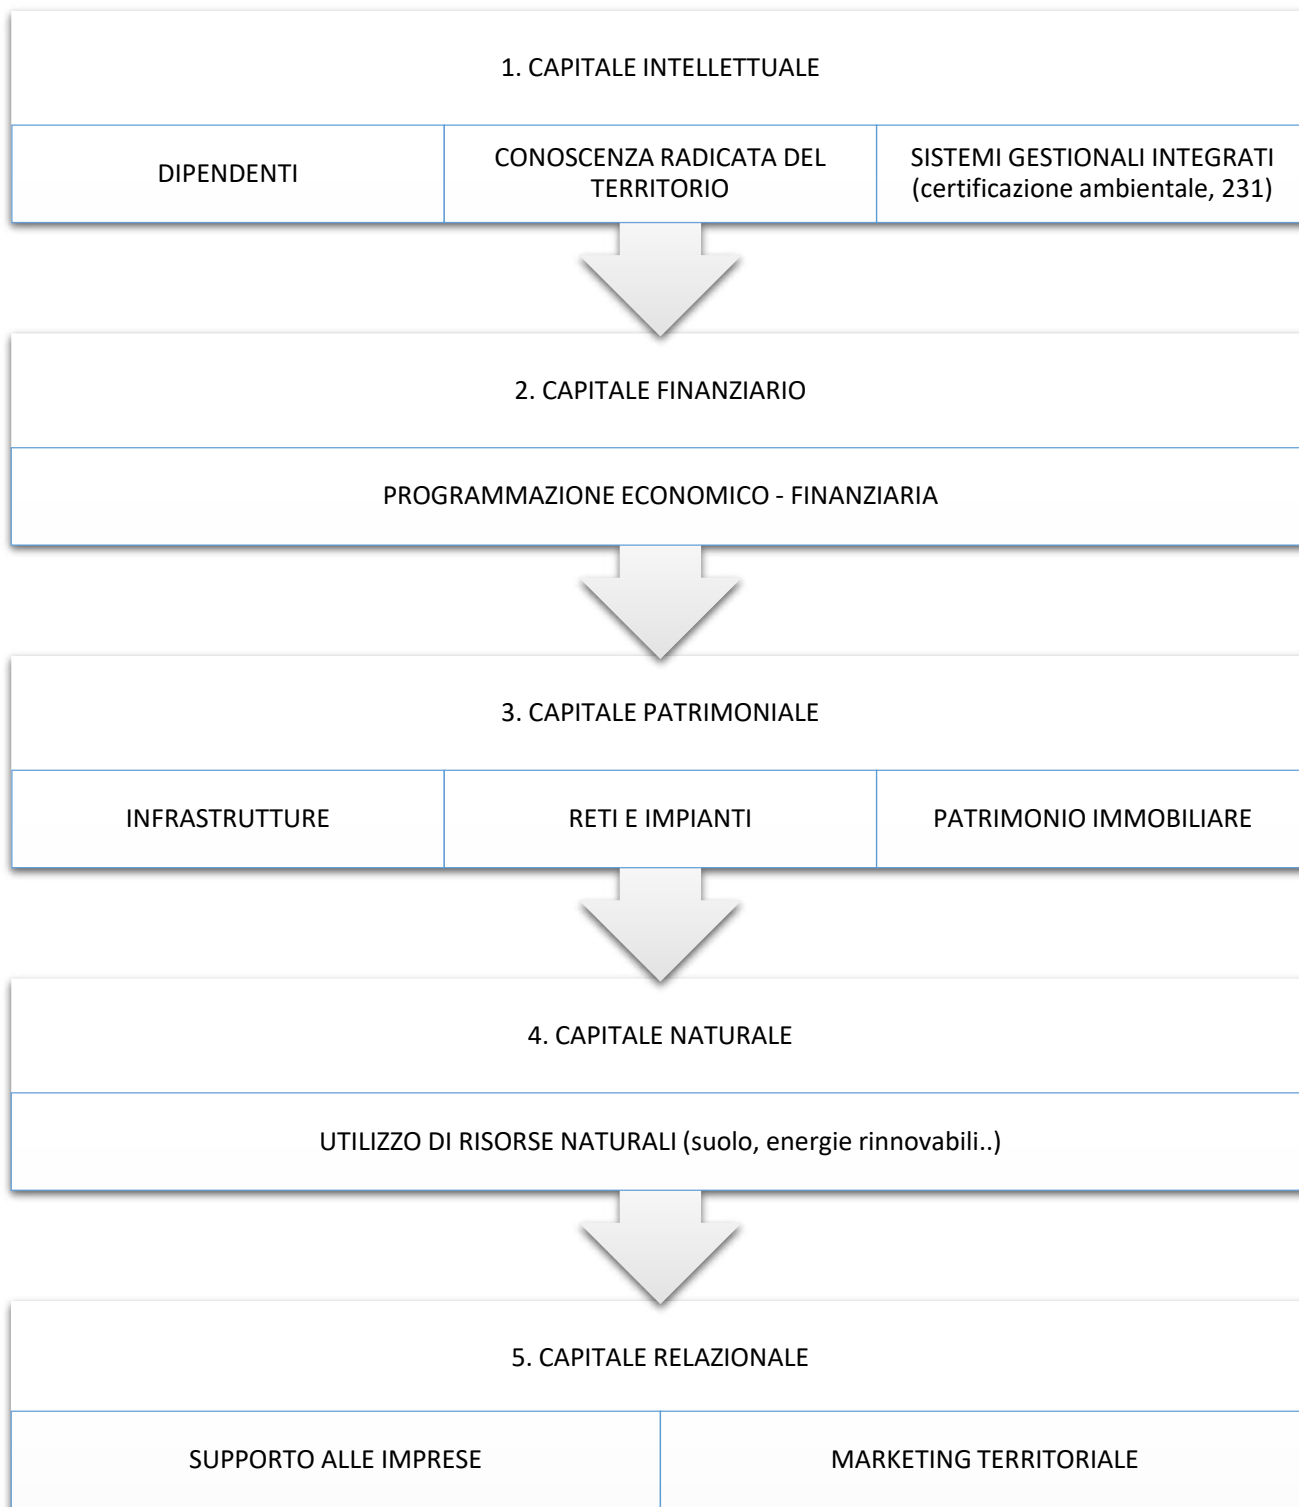 1. CAPITALE INTELLETTUALE
DIPENDENTI
CONOSCENZA RADICATA DEL
TERRITORIO
SISTEMI GESTIONALI INTEGRATI
(certificazione ambientale, 231)
2. CAPITALE FINANZIARIO
PROGRAMMAZIONE ECONOMICO - FINANZIARIA
3. CAPITALE PATRIMONIALE
INFRASTRUTTURE
RETI E IMPIANTI
PATRIMONIO IMMOBILIARE
4. CAPITALE NATURALE
UTILIZZO DI RISORSE NATURALI (suolo, energie rinnovabili..)
5. CAPITALE RELAZIONALE
SUPPORTO ALLE IMPRESE
MARKETING TERRITORIALE